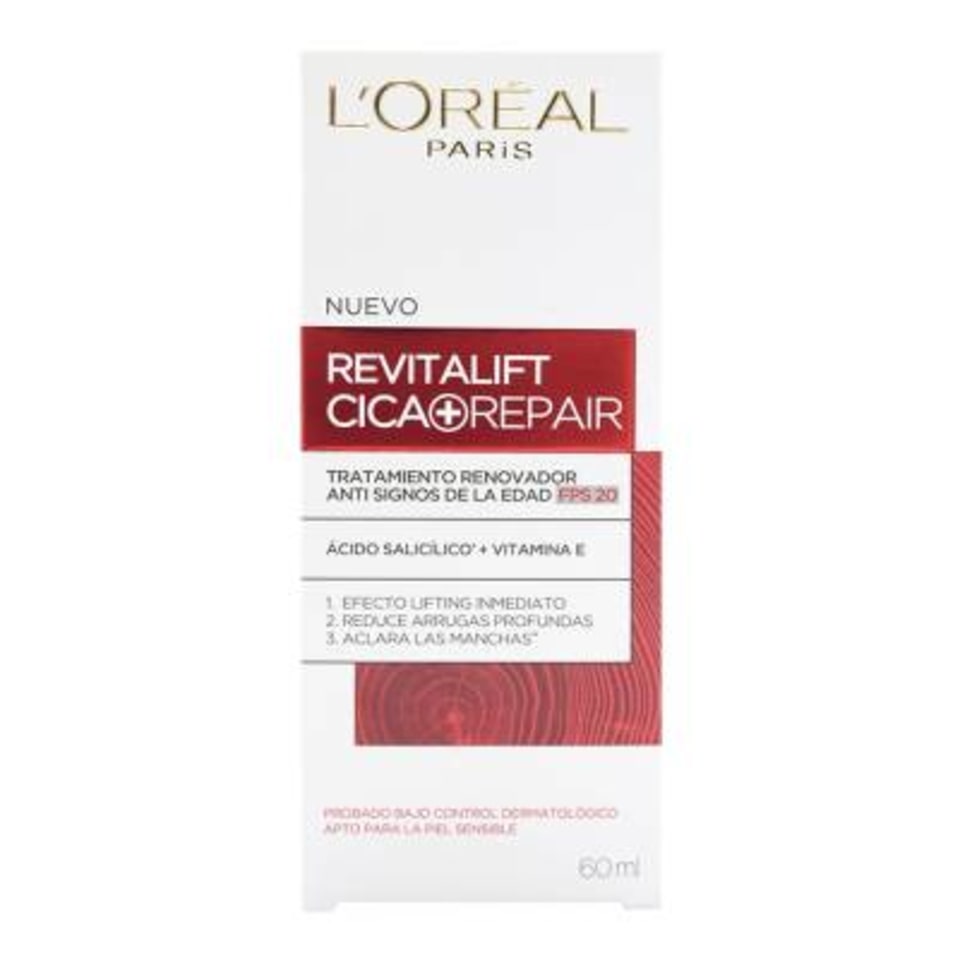 L'ORÉAL
PARiS
NUEVO
REVITALIFT
CICA+REPAIR
TRATAMIENTO RENOVADOR
ANTI SIGNOS DE LA EDAD FPS 20
ÁCIDO SALICÍLICO* + VITAMINA E
1. EFECTO LIFTING INMEDIATO
2. REDUCE ARRUGAS PROFUNDAS
3. ACLARA LAS MANCHAS**
PROBADO BAJO CONTROL DERMATOLÓGICO
APTO PARA LA PIEL SENSIBLE
60 ml